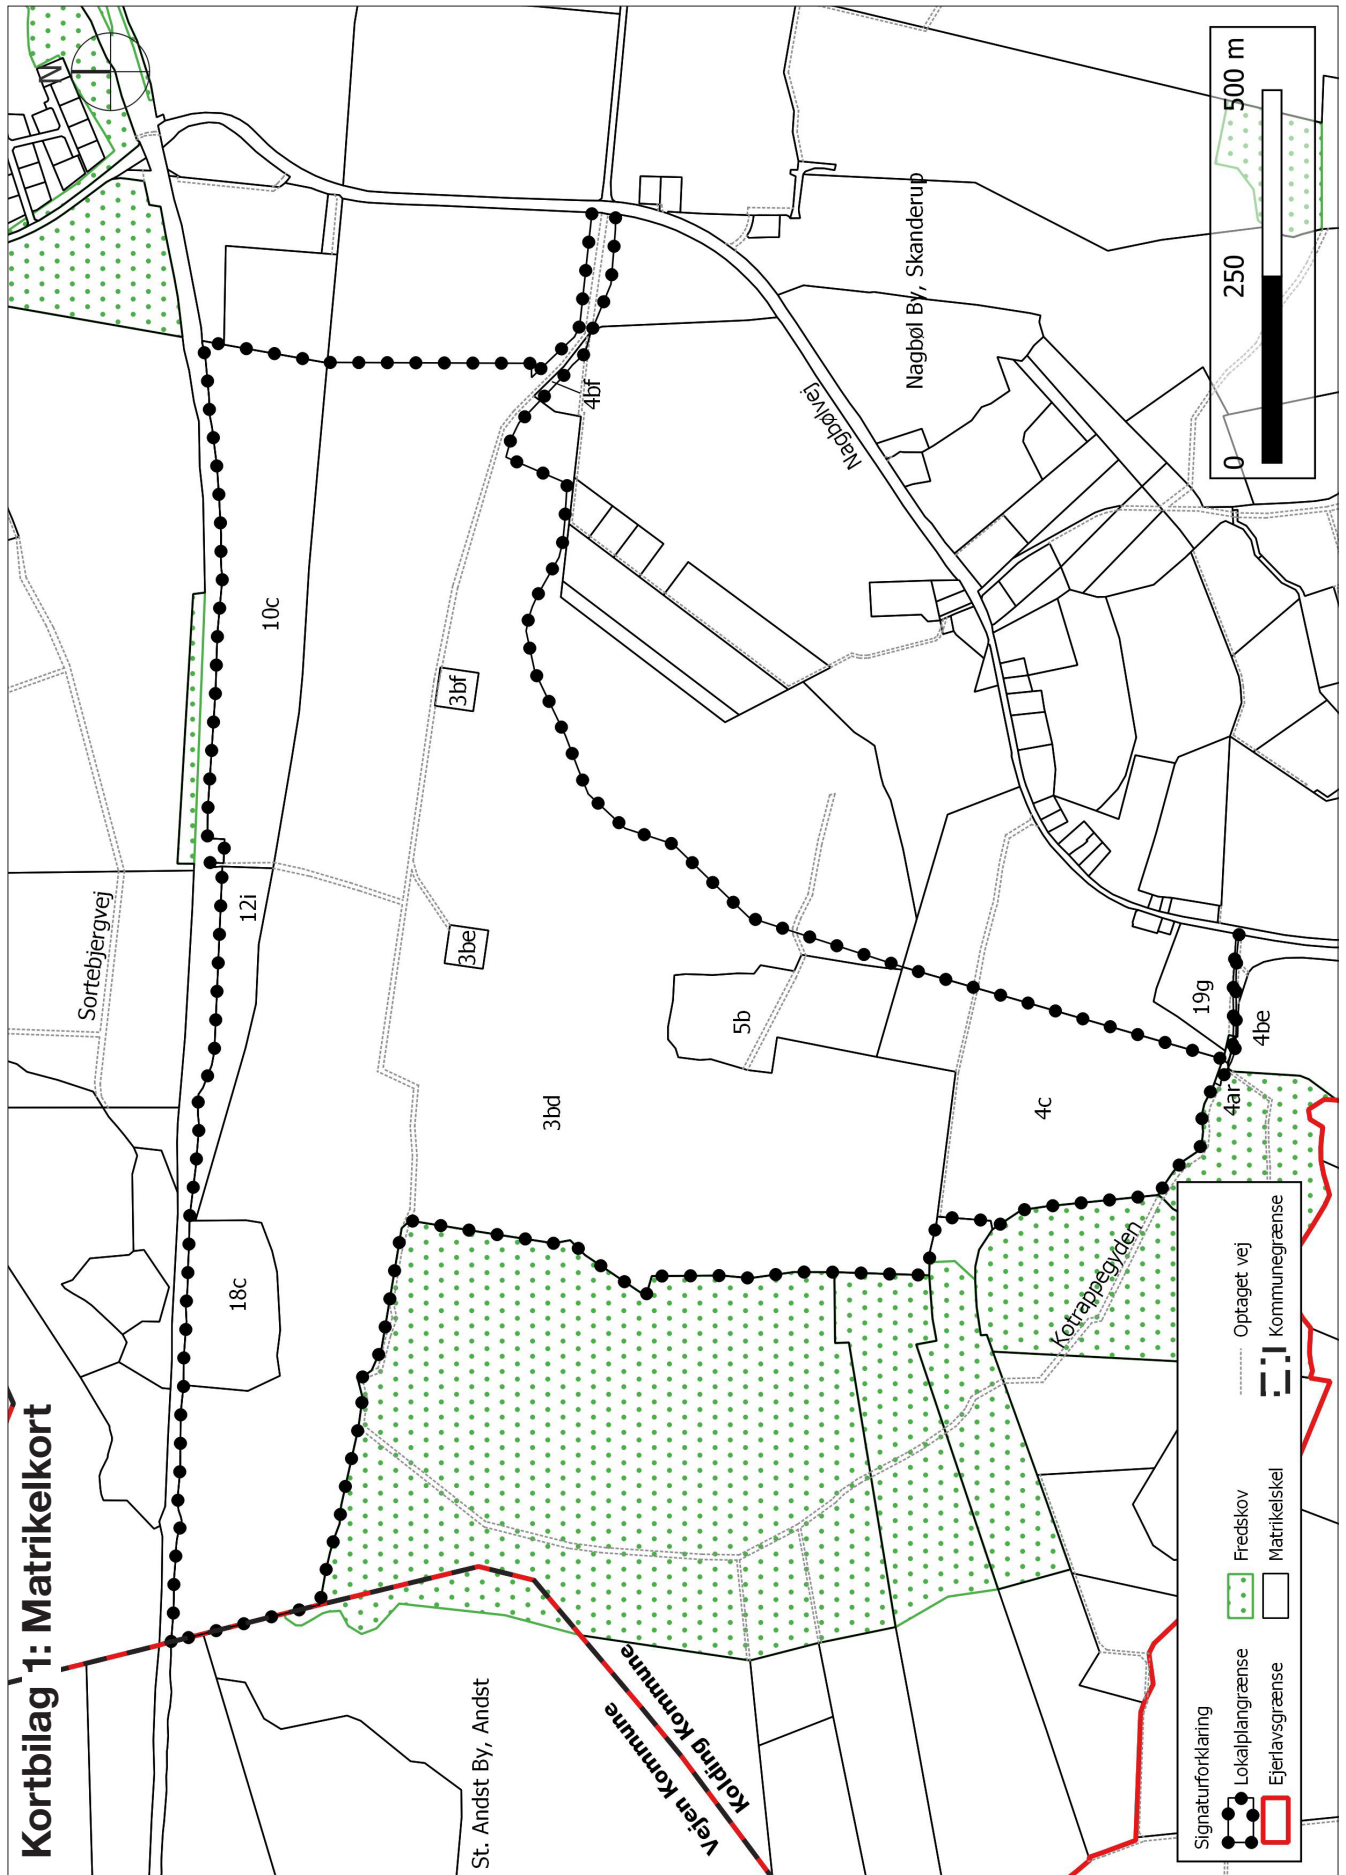 Kortbilag 1: Matrikelkort
N
Sortebjergvej
10c
12i
18c
3bf
3be
3bd
4bf
5b
4c
19g
4be
4ar
Nagbølvej
Nagbøl By, Skanderup
Kotrappegyden
St. Andst By, Andst
Vejen Kommune
Kolding Kommune
0 250 500 m
Signaturforklaring
Lokalplangrænse Fredskov Optaget vej
Ejerlavsgrænse Matrikelskel Kommunegrænse